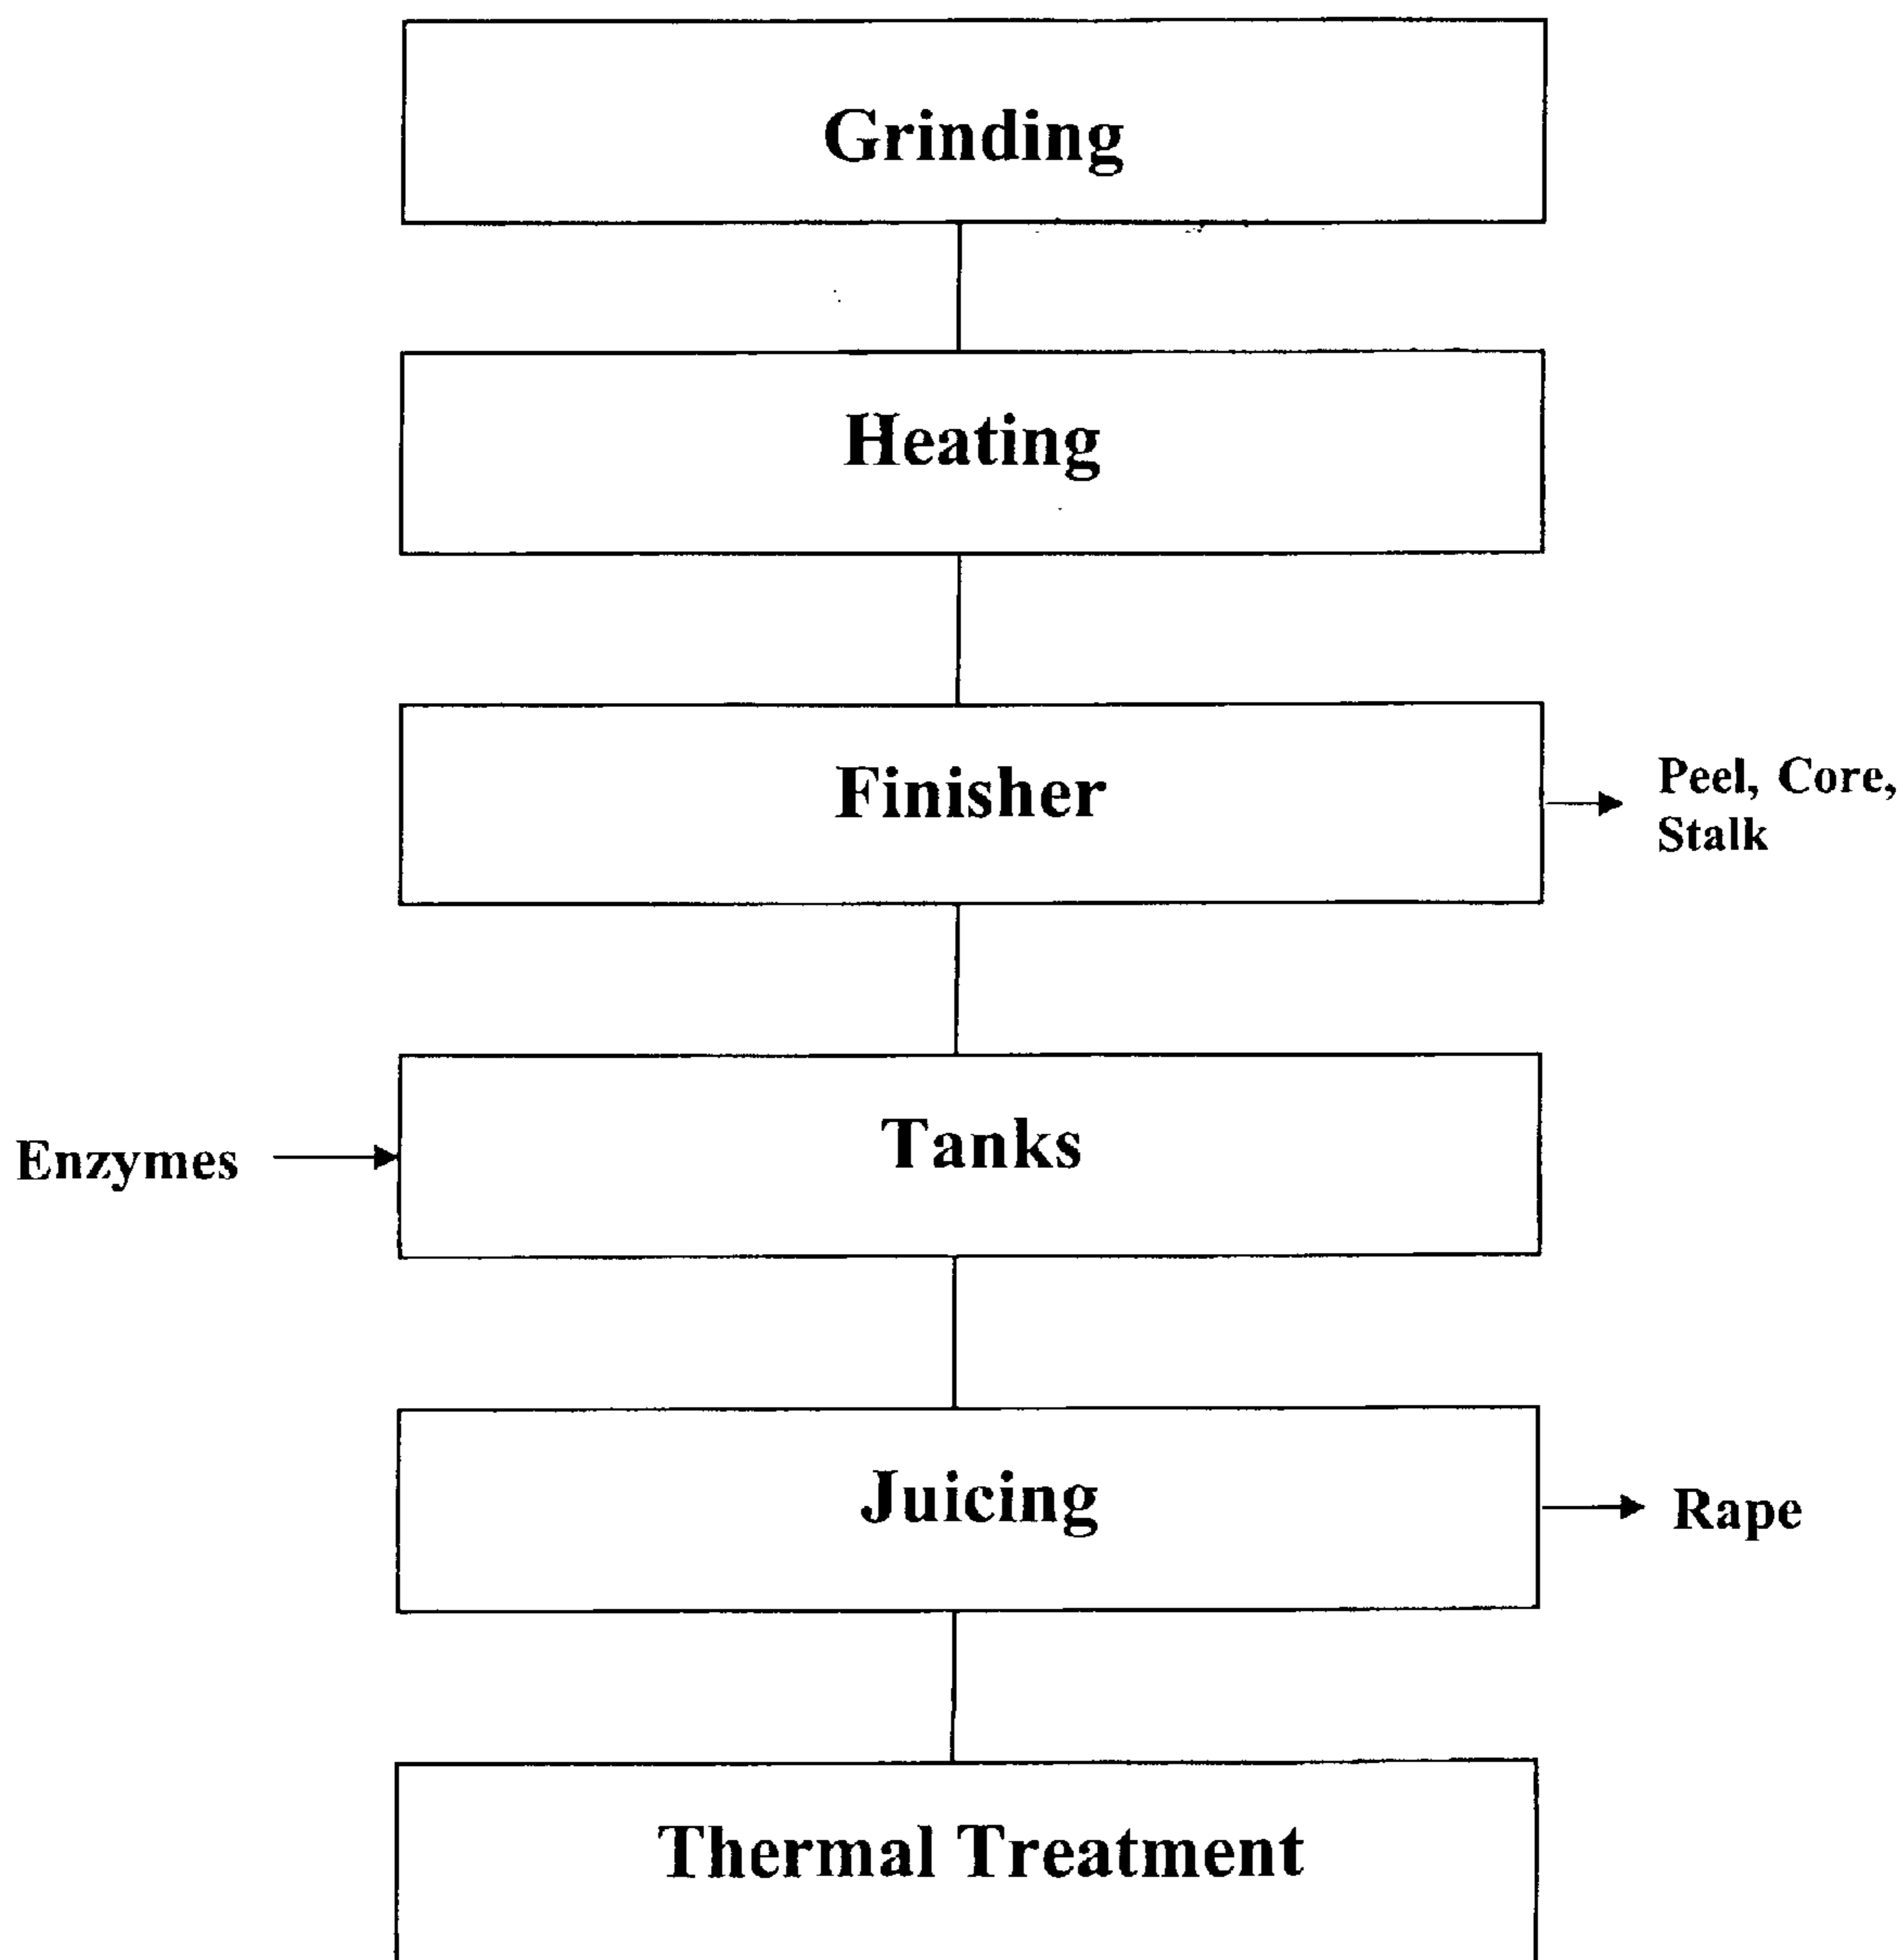 Grinding
Heating
Finisher
Peel, Core,
Stalk
Enzymes
Tanks
Juicing
Rape
Thermal Treatment